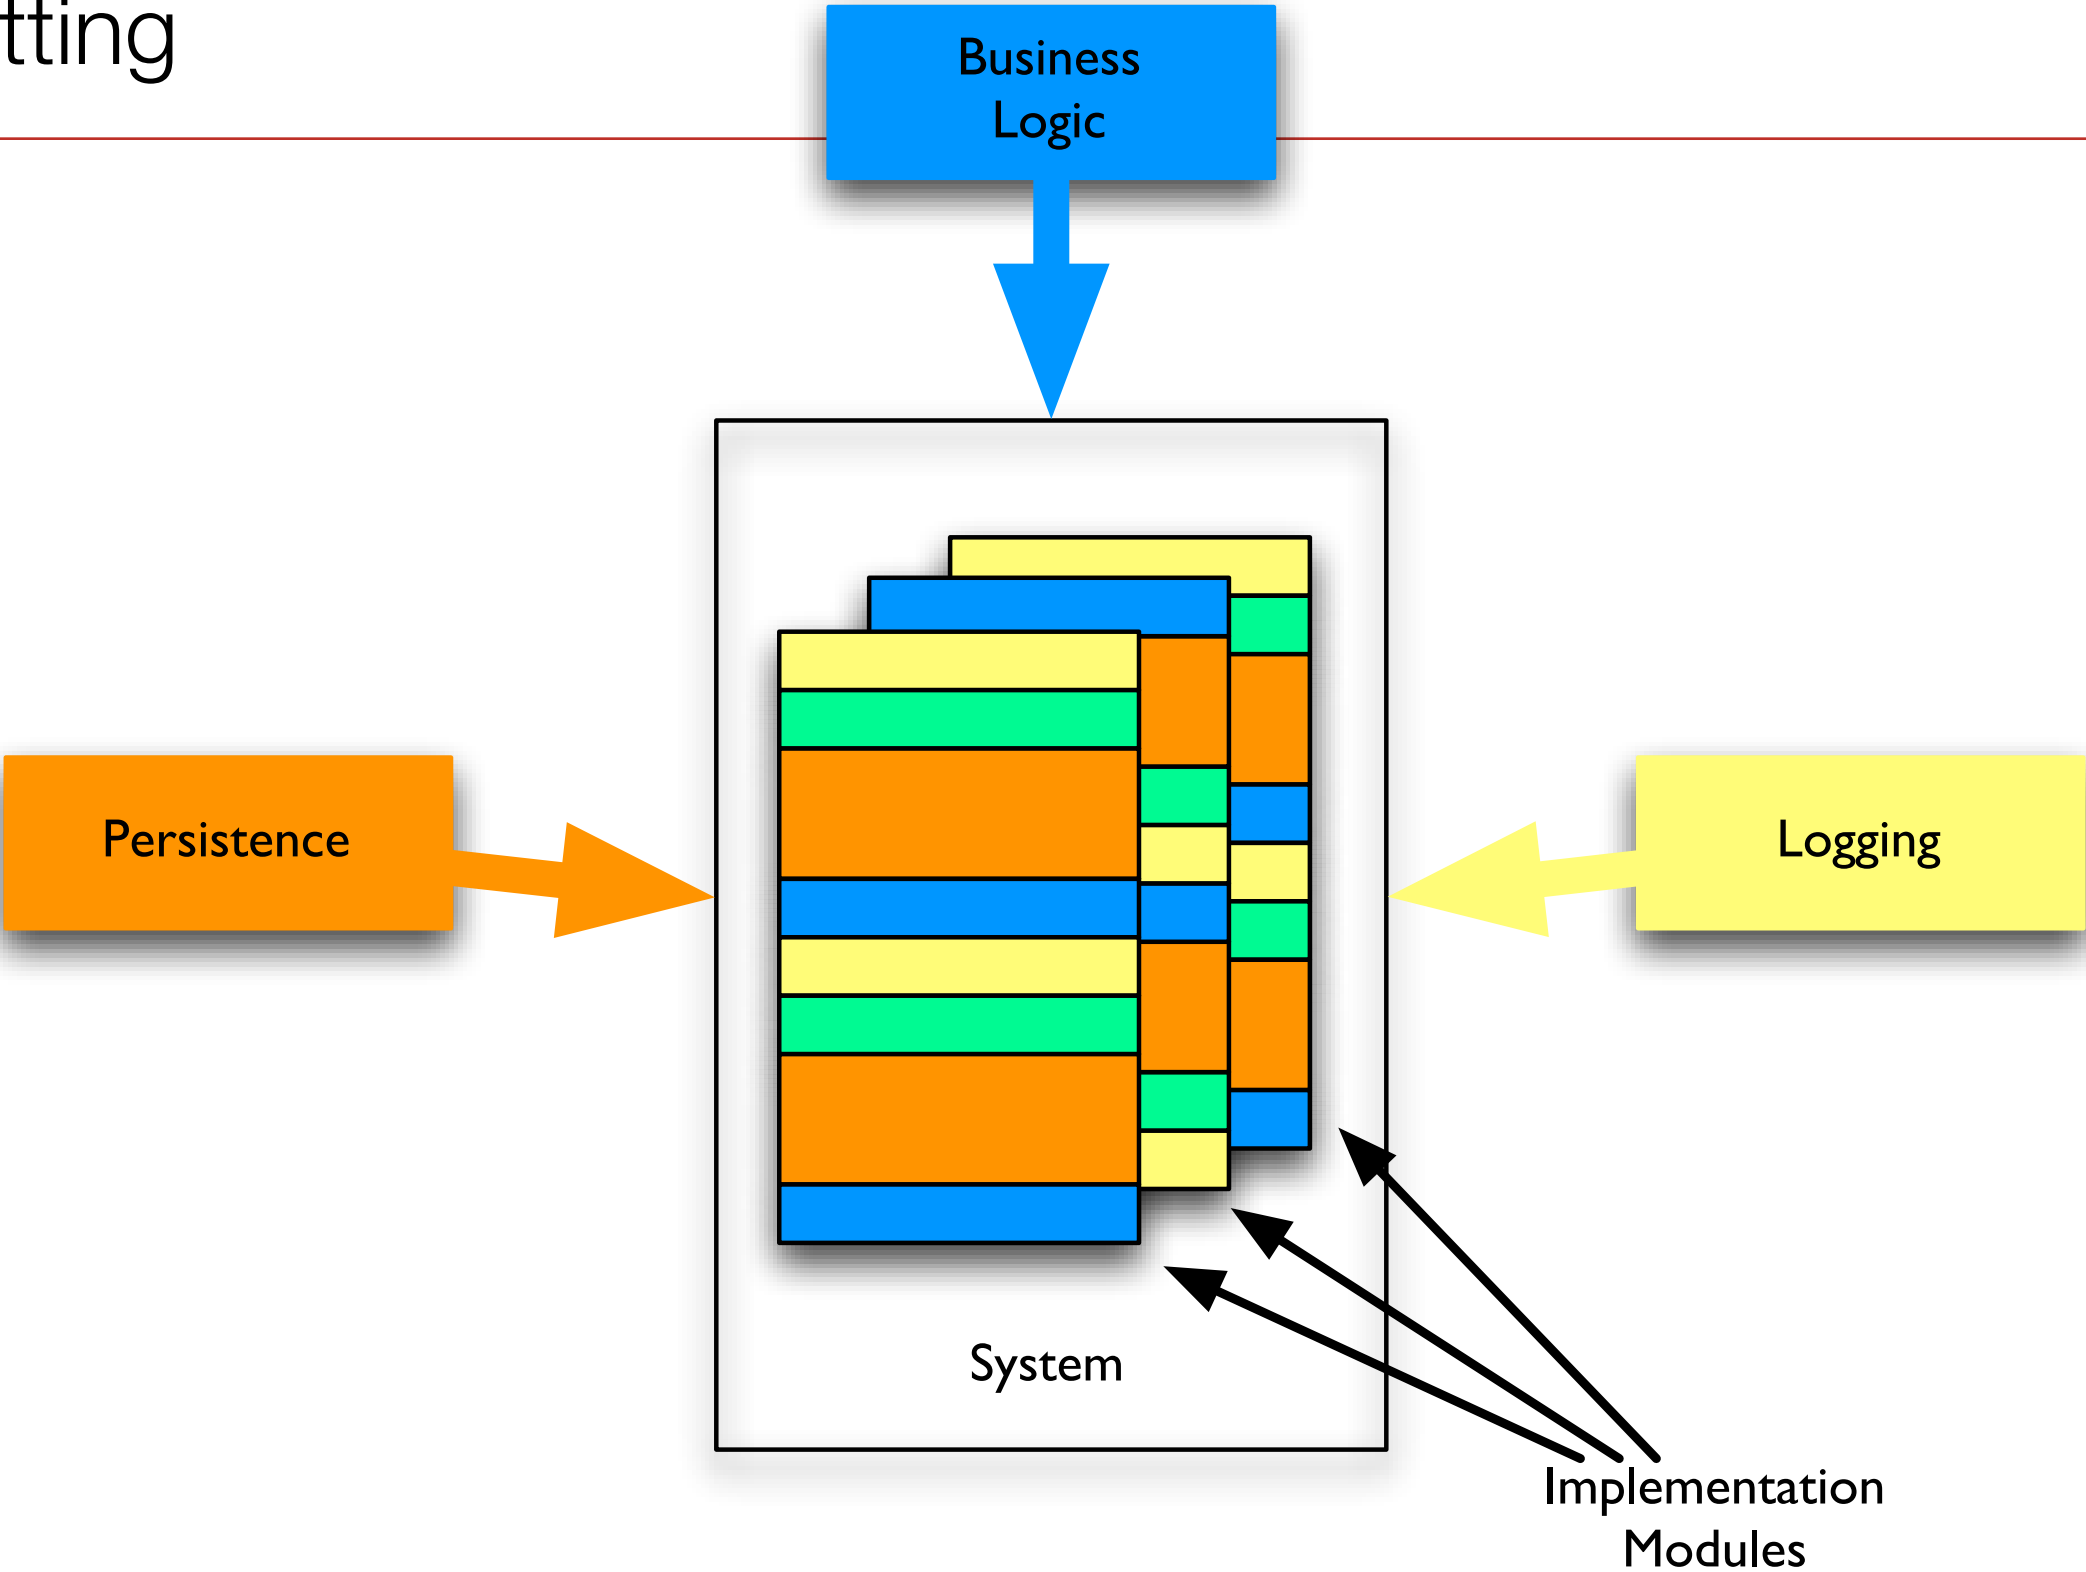 tting
Business
Logic
Persistence
Logging
System
Implementation
Modules